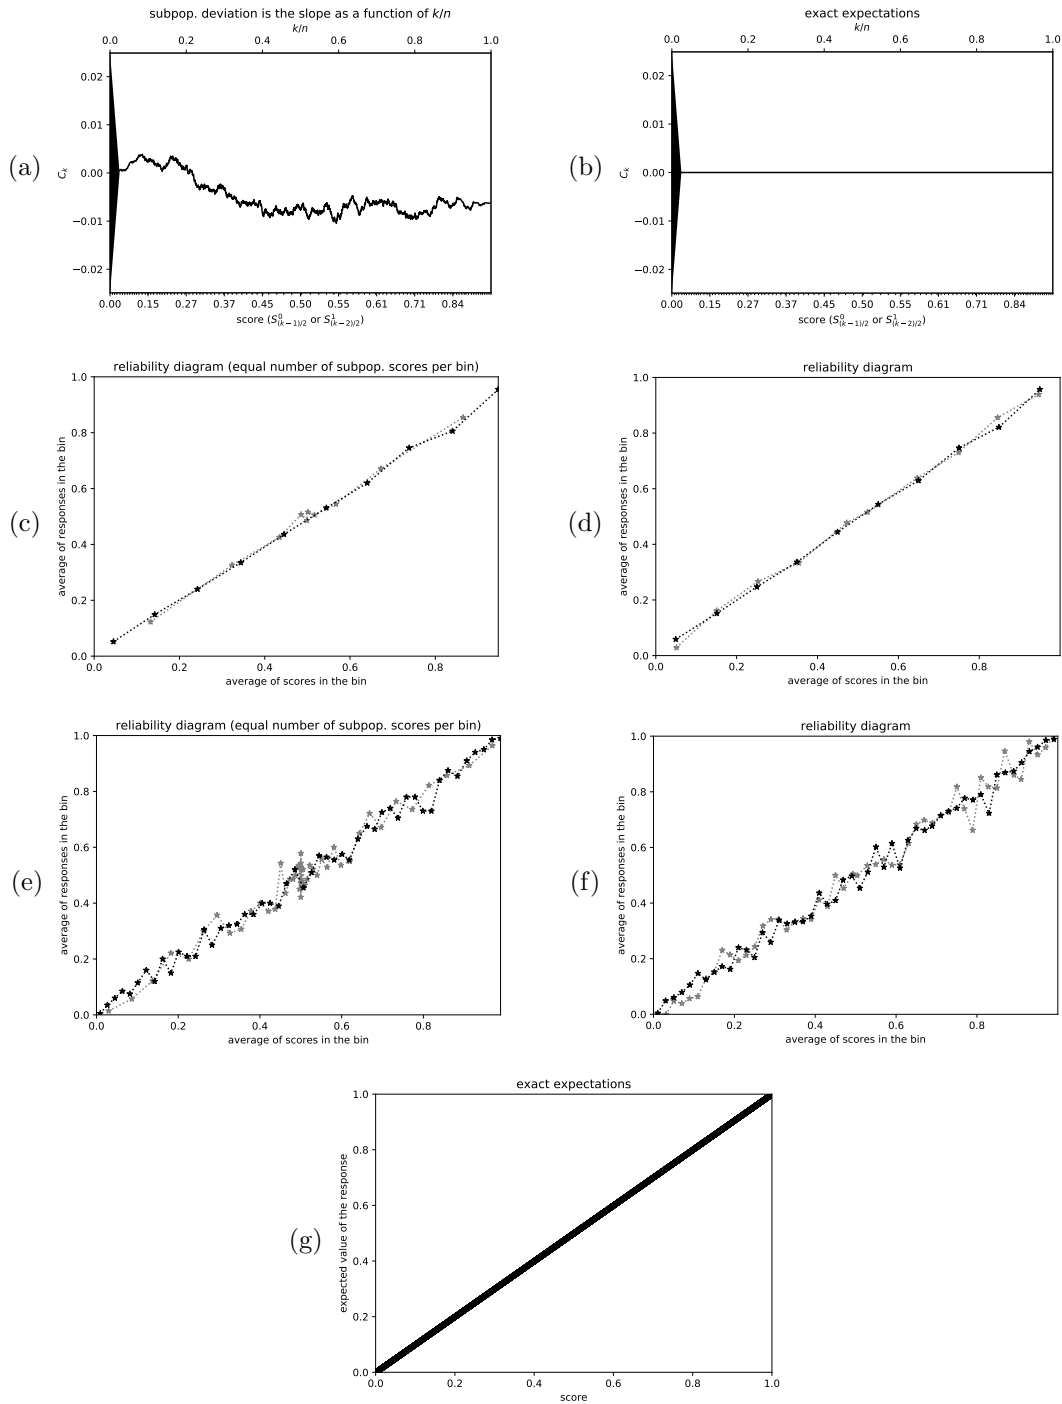 subpop. deviation is the slope as a function of k/n
k/n
0.0 0.2 0.4 0.6 0.8 1.0
0.02
0.01
0.00
−0.01
−0.02
C_k
(a)
0.00 0.15 0.27 0.37 0.45 0.50 0.55 0.61 0.71 0.84
score (S^0_{(k−1)/2} or S^1_{(k−2)/2})
exact expectations
k/n
0.0 0.2 0.4 0.6 0.8 1.0
0.02
0.01
0.00
−0.01
−0.02
C_k
(b)
0.00 0.15 0.27 0.37 0.45 0.50 0.55 0.61 0.71 0.84
score (S^0_{(k−1)/2} or S^1_{(k−2)/2})
reliability diagram (equal number of subpop. scores per bin)
1.0
0.8
0.6
0.4
0.2
0.0
average of responses in the bin
(c)
0.0 0.2 0.4 0.6 0.8
average of scores in the bin
reliability diagram
1.0
0.8
0.6
0.4
0.2
0.0
average of responses in the bin
(d)
0.0 0.2 0.4 0.6 0.8
average of scores in the bin
reliability diagram (equal number of subpop. scores per bin)
1.0
0.8
0.6
0.4
0.2
0.0
average of responses in the bin
(e)
0.0 0.2 0.4 0.6 0.8
average of scores in the bin
reliability diagram
1.0
0.8
0.6
0.4
0.2
0.0
average of responses in the bin
(f)
0.0 0.2 0.4 0.6 0.8
average of scores in the bin
exact expectations
1.0
0.8
0.6
0.4
0.2
0.0
expected value of the response
(g)
0.0 0.2 0.4 0.6 0.8 1.0
score